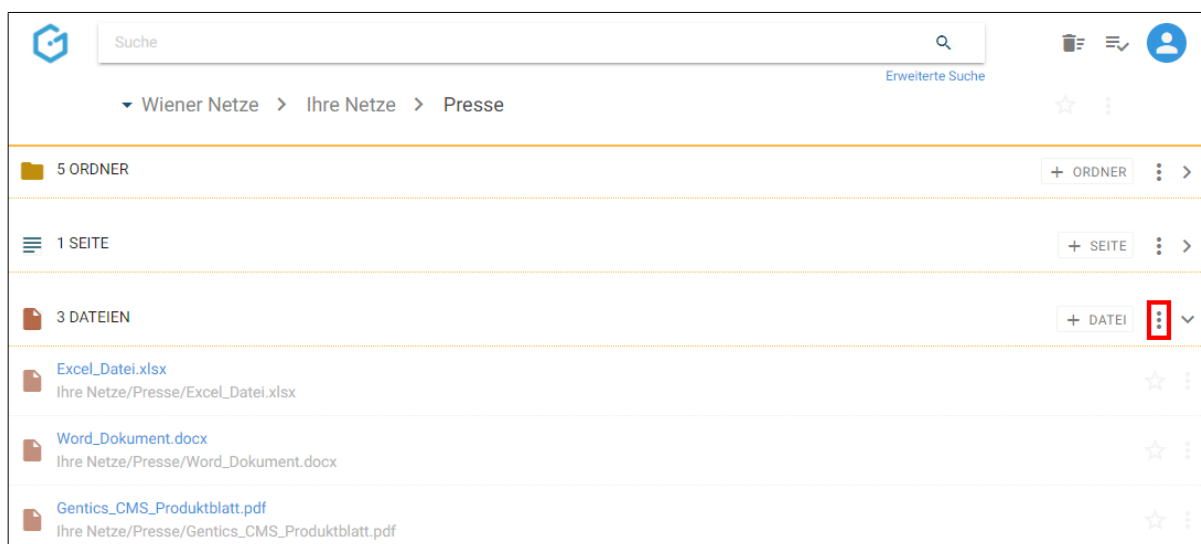 Suche
Erweiterte Suche
Wiener Netze > Ihre Netze > Presse
5 ORDNER + ORDNER
1 SEITE + SEITE
3 DATEIEN + DATEI
Excel_Datei.xlsx
Ihre Netze/Presse/Excel_Datei.xlsx
Word_Dokument.docx
Ihre Netze/Presse/Word_Dokument.docx
Gentics_CMS_Produktblatt.pdf
Ihre Netze/Presse/Gentics_CMS_Produktblatt.pdf